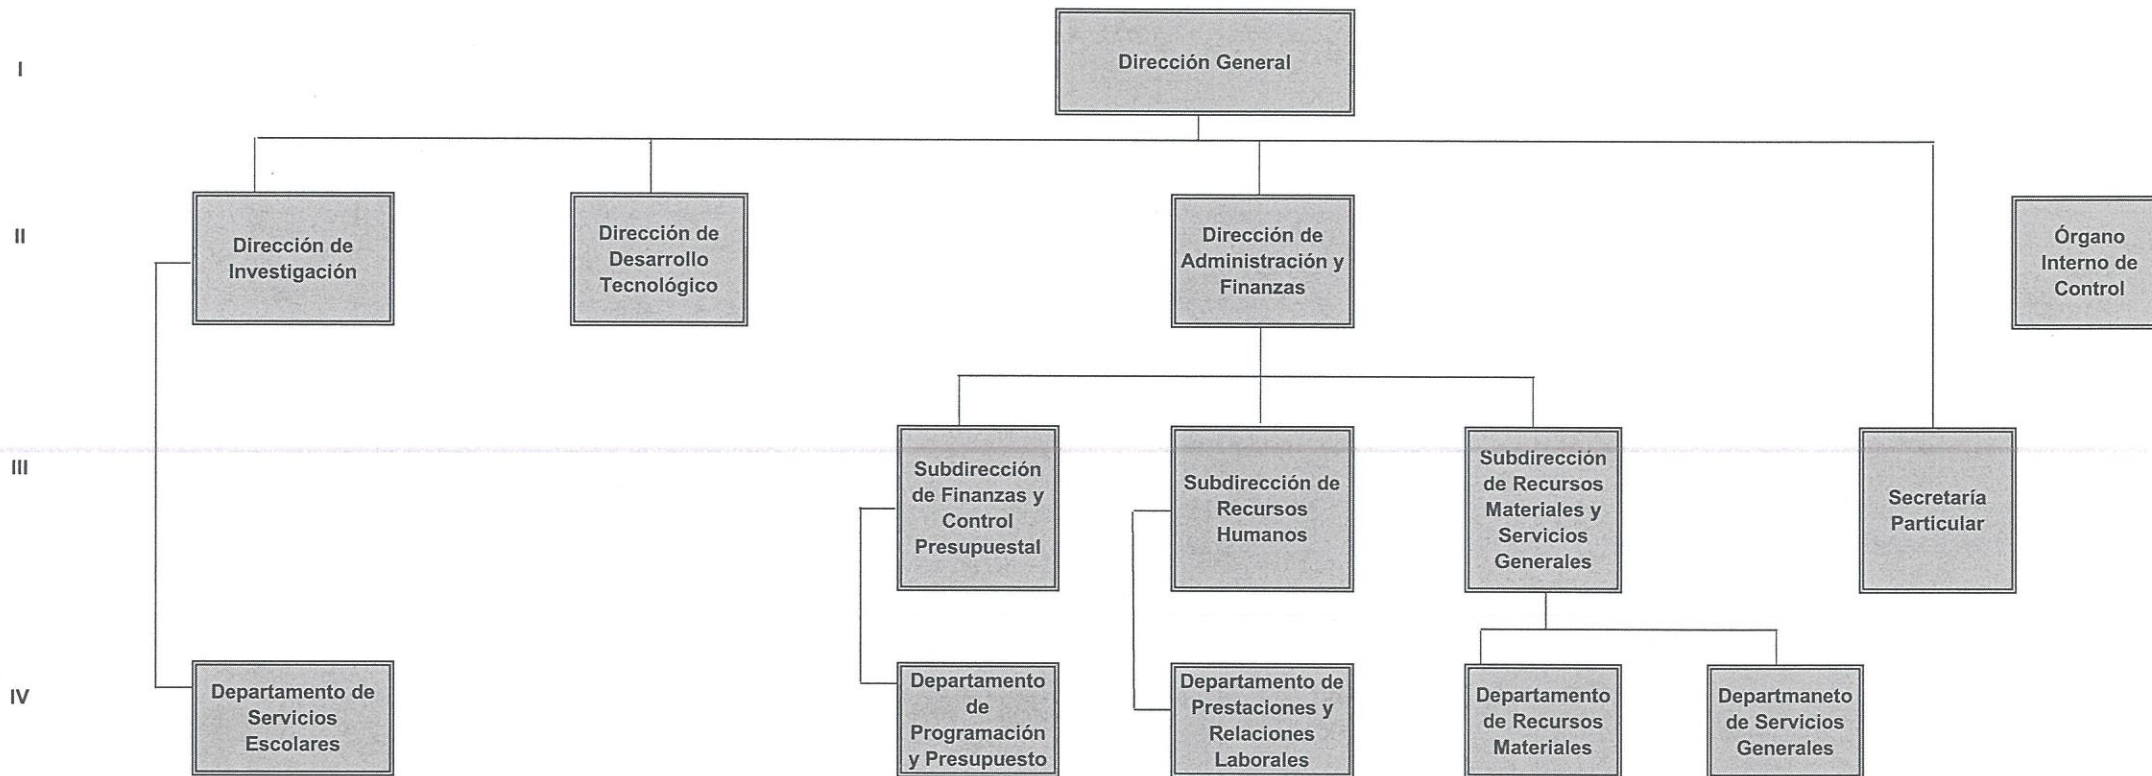 I
Dirección General
II
Dirección de
Investigación
Dirección de
Desarrollo
Tecnológico
Dirección de
Administración y
Finanzas
Órgano
Interno de
Control
III
Subdirección
de Finanzas y
Control
Presupuestal
Subdirección de
Recursos
Humanos
Subdirección
de Recursos
Materiales y
Servicios
Generales
Secretaría
Particular
IV
Departamento de
Servicios
Escolares
Departamento
de
Programación
y Presupuesto
Departamento de
Prestaciones y
Relaciones
Laborales
Departamento
de Recursos
Materiales
Departmaneto
de Servicios
Generales